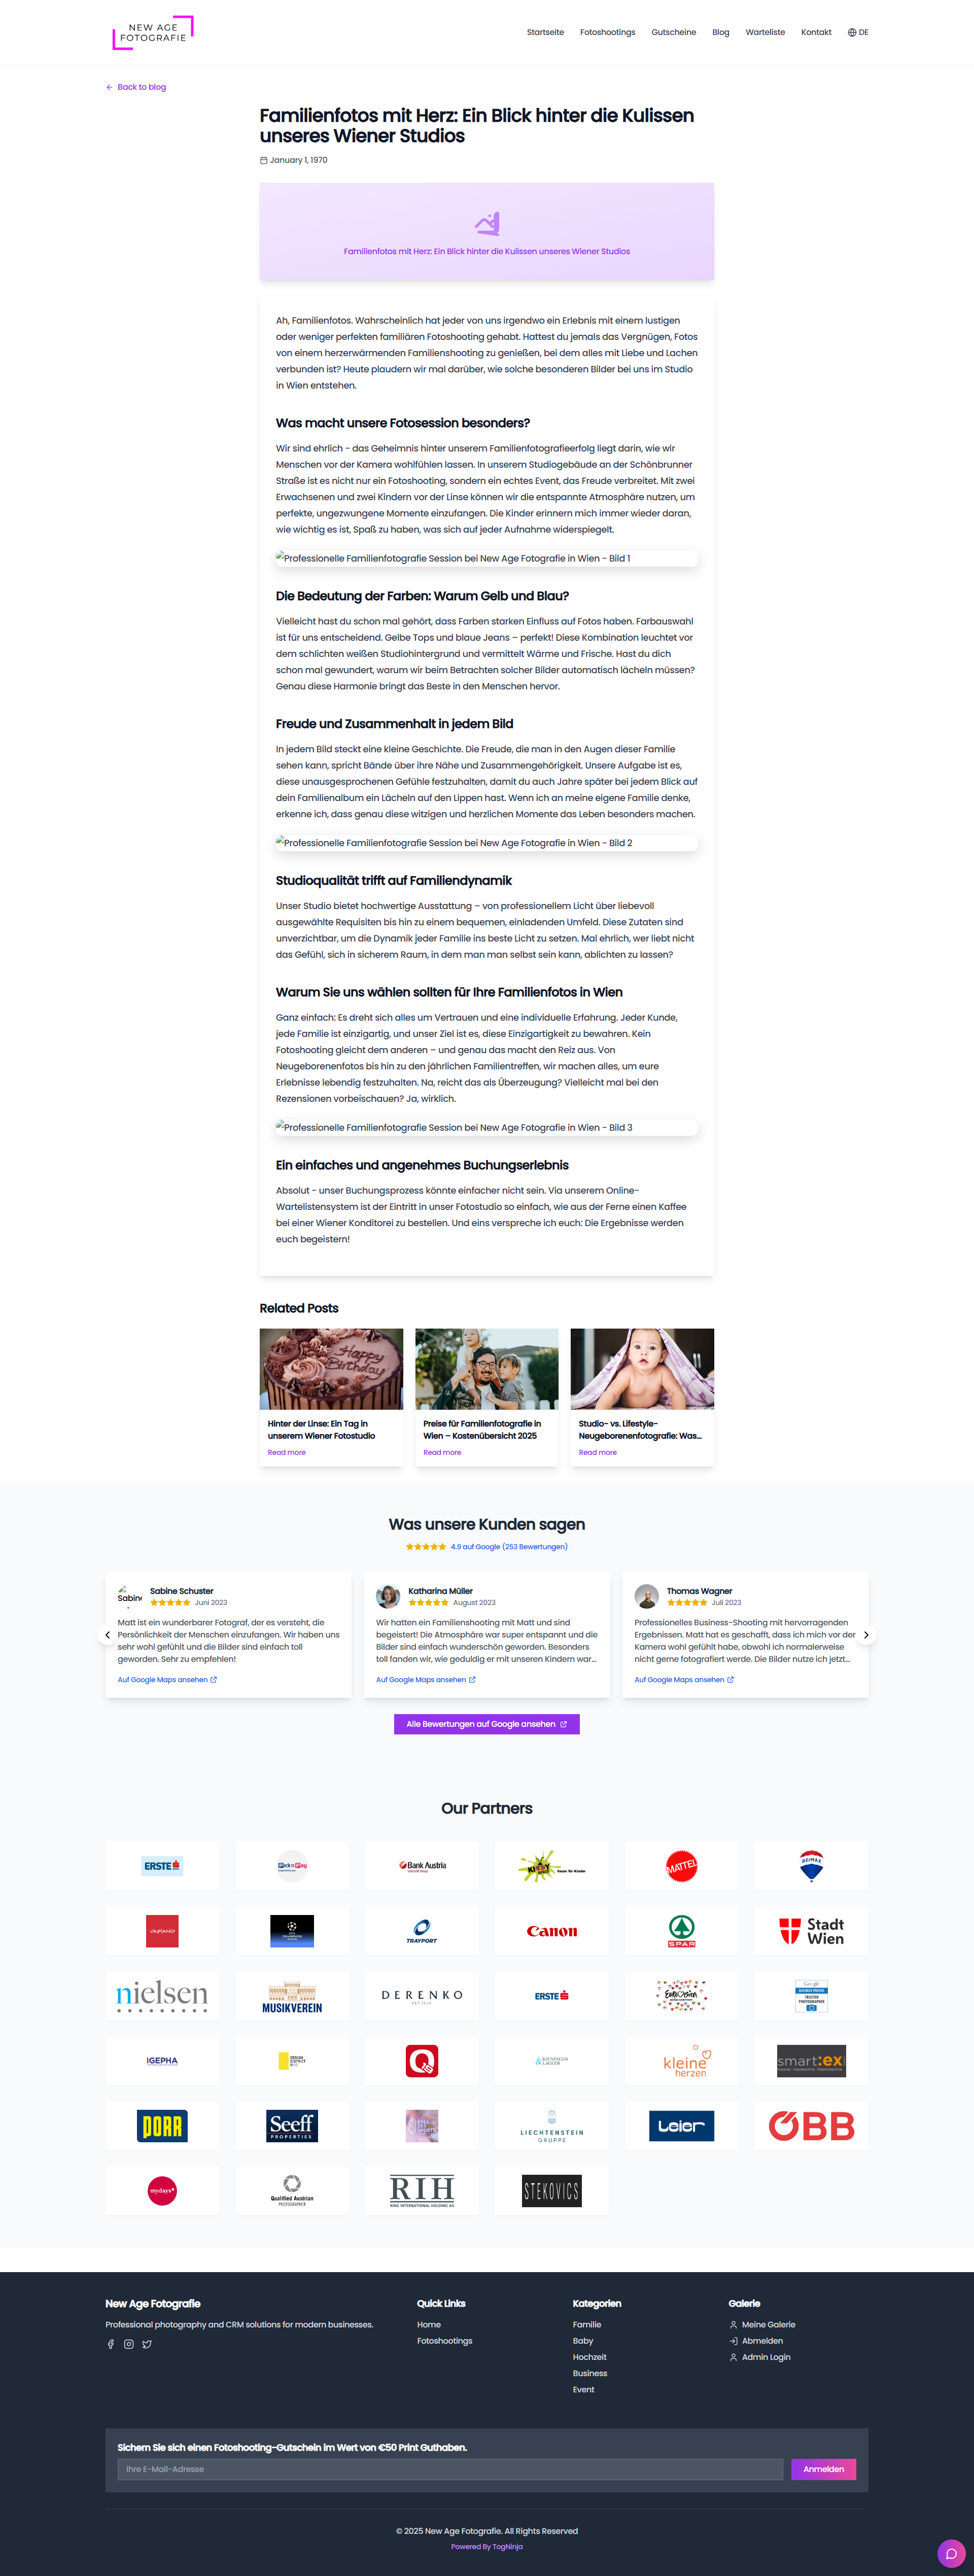 NEW AGE
FOTOGRAFIE
Startseite
Fotoshootings
Gutscheine
Blog
Warteliste
Kontakt
DE
Back to blog
Familienfotos mit Herz: Ein Blick hinter die Kulissen
unseres Wiener Studios
January 1, 1970
Familienfotos mit Herz: Ein Blick hinter die Kulissen unseres Wiener Studios
Ah, Familienfotos. Wahrscheinlich hat jeder von uns irgendwo ein Erlebnis mit einem lustigen
oder weniger perfekten familiären Fotoshooting gehabt. Hattest du jemals das Vergnügen, Fotos
von einem herzerwärmenden Familienshooting zu genießen, bei dem alles mit Liebe und Lachen
verbunden ist? Heute plaudern wir mal darüber, wie solche besonderen Bilder bei uns im Studio
in Wien entstehen.
Was macht unsere Fotosession besonders?
Wir sind ehrlich - das Geheimnis hinter unserem Familienfotografieerfolg liegt darin, wie wir
Menschen vor der Kamera wohlfühlen lassen. In unserem Studiogebäude an der Schönbrunner
Straße ist es nicht nur ein Fotoshooting, sondern ein echtes Event, das Freude verbreitet. Mit zwei
Erwachsenen und zwei Kindern vor der Linse können wir die entspannte Atmosphäre nutzen, um
perfekte, ungezwungene Momente einzufangen. Die Kinder erinnern mich immer wieder daran,
wie wichtig es ist, Spaß zu haben, was sich auf jeder Aufnahme widerspiegelt.
Professionelle Familienfotografie Session bei New Age Fotografie in Wien - Bild 1
Die Bedeutung der Farben: Warum Gelb und Blau?
Vielleicht hast du schon mal gehört, dass Farben starken Einfluss auf Fotos haben. Farbauswahl
ist für uns entscheidend. Gelbe Tops und blaue Jeans – perfekt! Diese Kombination leuchtet vor
dem schlichten weißen Studiohintergrund und vermittelt Wärme und Frische. Hast du dich
schon mal gewundert, warum wir beim Betrachten solcher Bilder automatisch lächeln müssen?
Genau diese Harmonie bringt das Beste in den Menschen hervor.
Freude und Zusammenhalt in jedem Bild
In jedem Bild steckt eine kleine Geschichte. Die Freude, die man in den Augen dieser Familie
sehen kann, spricht Bände über ihre Nähe und Zusammengehörigkeit. Unsere Aufgabe ist es,
diese unausgesprochenen Gefühle festzuhalten, damit du auch Jahre später bei jedem Blick auf
dein Familienalbum ein Lächeln auf den Lippen hast. Wenn ich an meine eigene Familie denke,
erkenne ich, dass genau diese witzigen und herzlichen Momente das Leben besonders machen.
Professionelle Familienfotografie Session bei New Age Fotografie in Wien - Bild 2
Studioqualität trifft auf Familiendynamik
Unser Studio bietet hochwertige Ausstattung – von professionellem Licht über liebevoll
ausgewählte Requisiten bis hin zu einem bequemen, einladenden Umfeld. Diese Zutaten sind
unverzichtbar, um die Dynamik jeder Familie ins beste Licht zu setzen. Mal ehrlich, wer liebt nicht
das Gefühl, sich in sicherem Raum, in dem man man selbst sein kann, ablichten zu lassen?
Warum Sie uns wählen sollten für Ihre Familienfotos in Wien
Ganz einfach: Es dreht sich alles um Vertrauen und eine individuelle Erfahrung. Jeder Kunde,
jede Familie ist einzigartig, und unser Ziel ist es, diese Einzigartigkeit zu bewahren. Kein
Fotoshooting gleicht dem anderen – und genau das macht den Reiz aus. Von
Neugeborenenfotos bis hin zu den jährlichen Familientreffen, wir machen alles, um eure
Erlebnisse lebendig festzuhalten. Na, reicht das als Überzeugung? Vielleicht mal bei den
Rezensionen vorbeischauen? Ja, wirklich.
Professionelle Familienfotografie Session bei New Age Fotografie in Wien - Bild 3
Ein einfaches und angenehmes Buchungserlebnis
Absolut - unser Buchungsprozess könnte einfacher nicht sein. Via unserem Online-
Wartelistensystem ist der Eintritt in unser Fotostudio so einfach, wie aus der Ferne einen Kaffee
bei einer Wiener Konditorei zu bestellen. Und eins verspreche ich euch: Die Ergebnisse werden
euch begeistern!
Related Posts
Happy
Birthday
Hinter der Linse: Ein Tag in
unserem Wiener Fotostudio
Read more
Preise für Familienfotografie in
Wien – Kostenübersicht 2025
Read more
Studio- vs. Lifestyle-
Neugeborenenfotografie: Was...
Read more
Was unsere Kunden sagen
4.9 auf Google (253 Bewertungen)
Sabine
Sabine Schuster
Juni 2023
Matt ist ein wunderbarer Fotograf, der es versteht, die
Persönlichkeit der Menschen einzufangen. Wir haben uns
sehr wohl gefühlt und die Bilder sind einfach toll
geworden. Sehr zu empfehlen!
Auf Google Maps ansehen
Katharina Müller
August 2023
Wir hatten ein Familienshooting mit Matt und sind
begeistert! Die Atmosphäre war super entspannt und die
Bilder sind einfach wunderschön geworden. Besonders
toll fanden wir, wie geduldig er mit unseren Kindern war...
Auf Google Maps ansehen
Thomas Wagner
Juli 2023
Professionelles Business-Shooting mit hervorragenden
Ergebnissen. Matt hat es geschafft, dass ich mich vor der
Kamera wohl gefühlt habe, obwohl ich normalerweise
nicht gerne fotografiert werde. Die Bilder nutze ich jetzt...
Auf Google Maps ansehen
Alle Bewertungen auf Google ansehen
Our Partners
ERSTE
Pick n Pay
Bank Austria
Raum für Kinder
MATTEL
RE/MAX
VAPIANO
CHAMPIONS LEAGUE
TRAYPORT
Canon
SPAR
Stadt
Wien
nielsen
MUSIKVEREIN
DERENKO
ERSTE
EUROVISION
Google
BUSINESS PHOTOS
TRUSTED
PHOTOGRAPHER
IGEPHA
DESIGN
DISTRICT
Q19
KIENINGER
& LAGLER
kleine
herzen
smart:ex
PORR
Seeff
PROPERTIES
BALL
DES
SPORTS
LIECHTENSTEIN
GRUPPE
Leier
ÖBB
mydays
Qualified Austrian
PHOTOGRAPHER
RIH
RING INTERNATIONAL HOLDING AG
STEKOVICS
New Age Fotografie
Professional photography and CRM solutions for modern businesses.
Quick Links
Home
Fotoshootings
Kategorien
Familie
Baby
Hochzeit
Business
Event
Galerie
Meine Galerie
Abmelden
Admin Login
Sichern Sie sich einen Fotoshooting-Gutschein im Wert von €50 Print Guthaben.
Ihre E-Mail-Adresse
Anmelden
© 2025 New Age Fotografie. All Rights Reserved
Powered By TogNinja